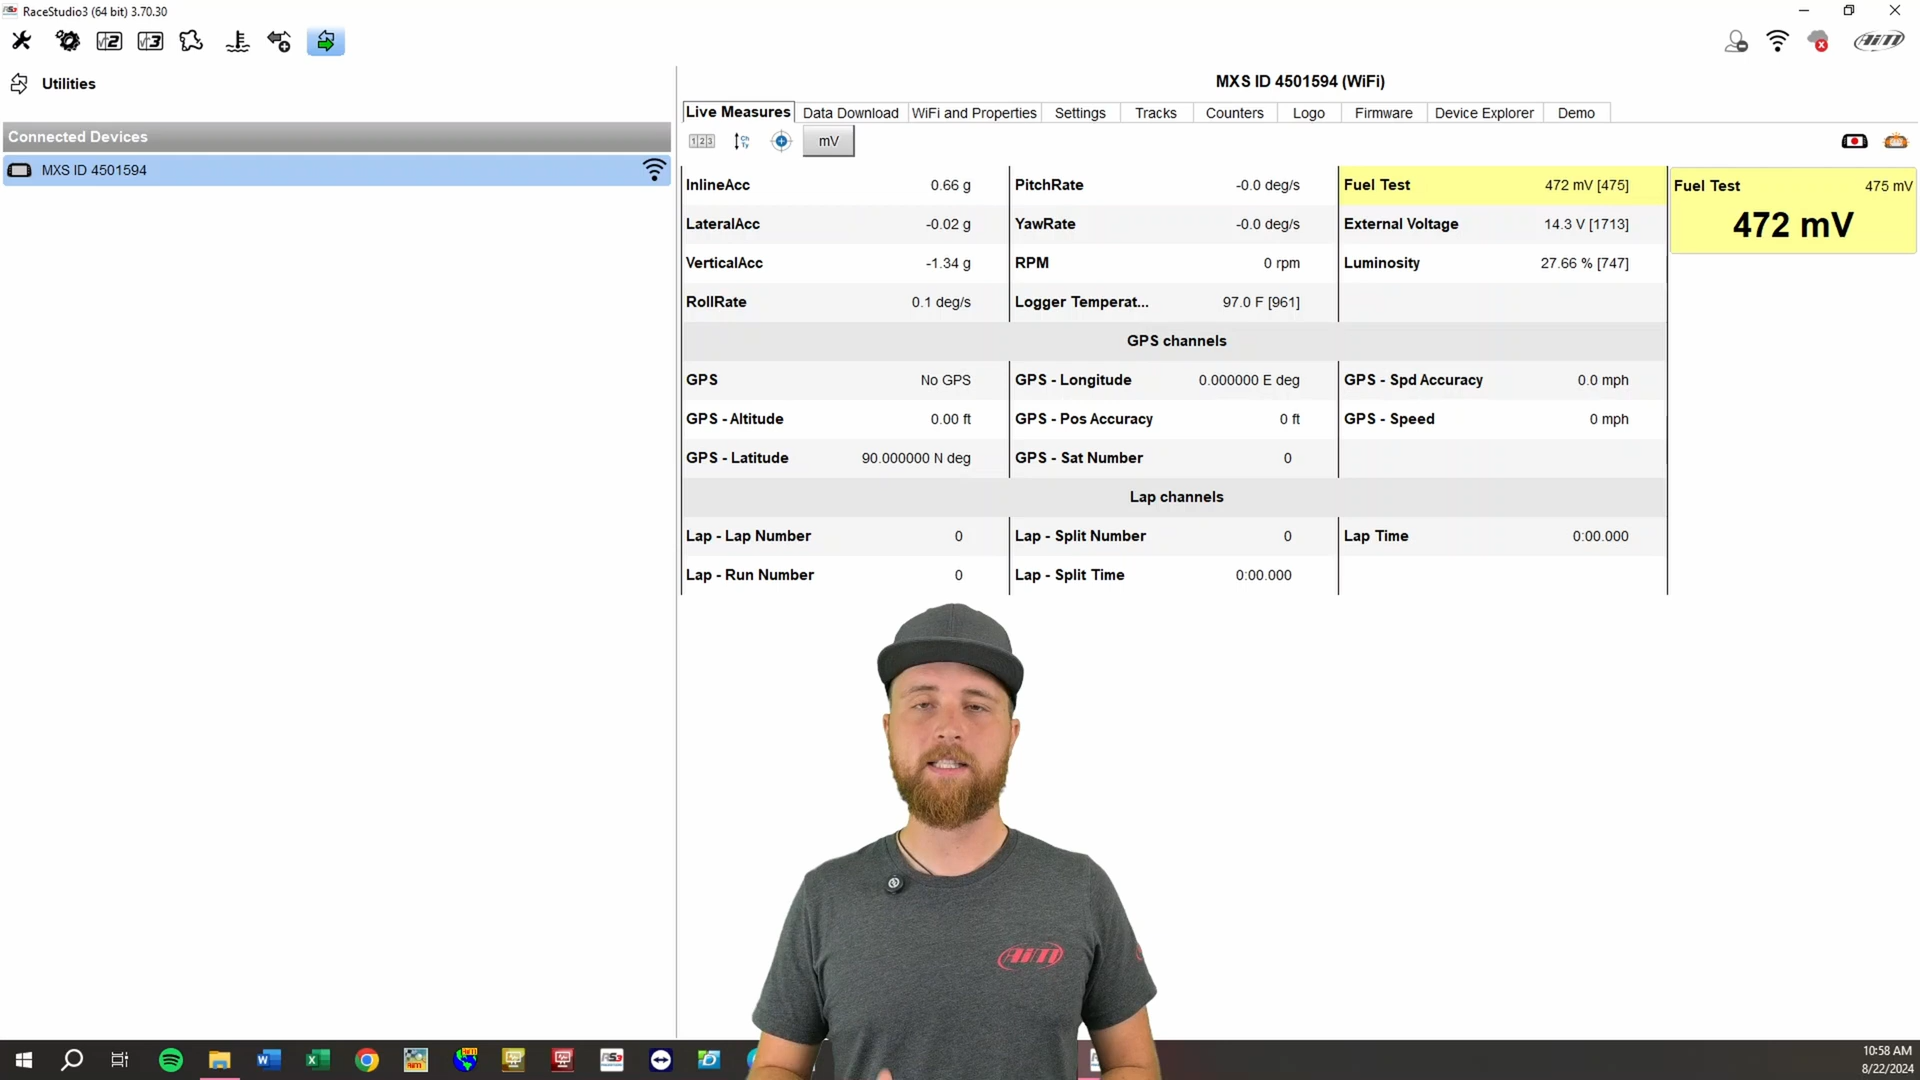 RaceStudio3 (64 bit) 3.70.30
AiM
Utilities
MXS ID 4501594 (WiFi)
Live Measures Data Download WiFi and Properties Settings Tracks Counters Logo Firmware Device Explorer Demo
Connected Devices
mV
MXS ID 4501594
InlineAcc 0.66 g PitchRate -0.0 deg/s Fuel Test 472 mV [475]
LateralAcc -0.02 g YawRate -0.0 deg/s External Voltage 14.3 V [1713]
VerticalAcc -1.34 g RPM 0 rpm Luminosity 27.66 % [747]
RollRate 0.1 deg/s Logger Temperat... 97.0 F [961]
Fuel Test 475 mV
472 mV
GPS channels
GPS No GPS GPS - Longitude 0.000000 E deg GPS - Spd Accuracy 0.0 mph
GPS - Altitude 0.00 ft GPS - Pos Accuracy 0 ft GPS - Speed 0 mph
GPS - Latitude 90.000000 N deg GPS - Sat Number 0
Lap channels
Lap - Lap Number 0 Lap - Split Number 0 Lap Time 0:00.000
Lap - Run Number 0 Lap - Split Time 0:00.000
AiM
10:58 AM
8/22/2024